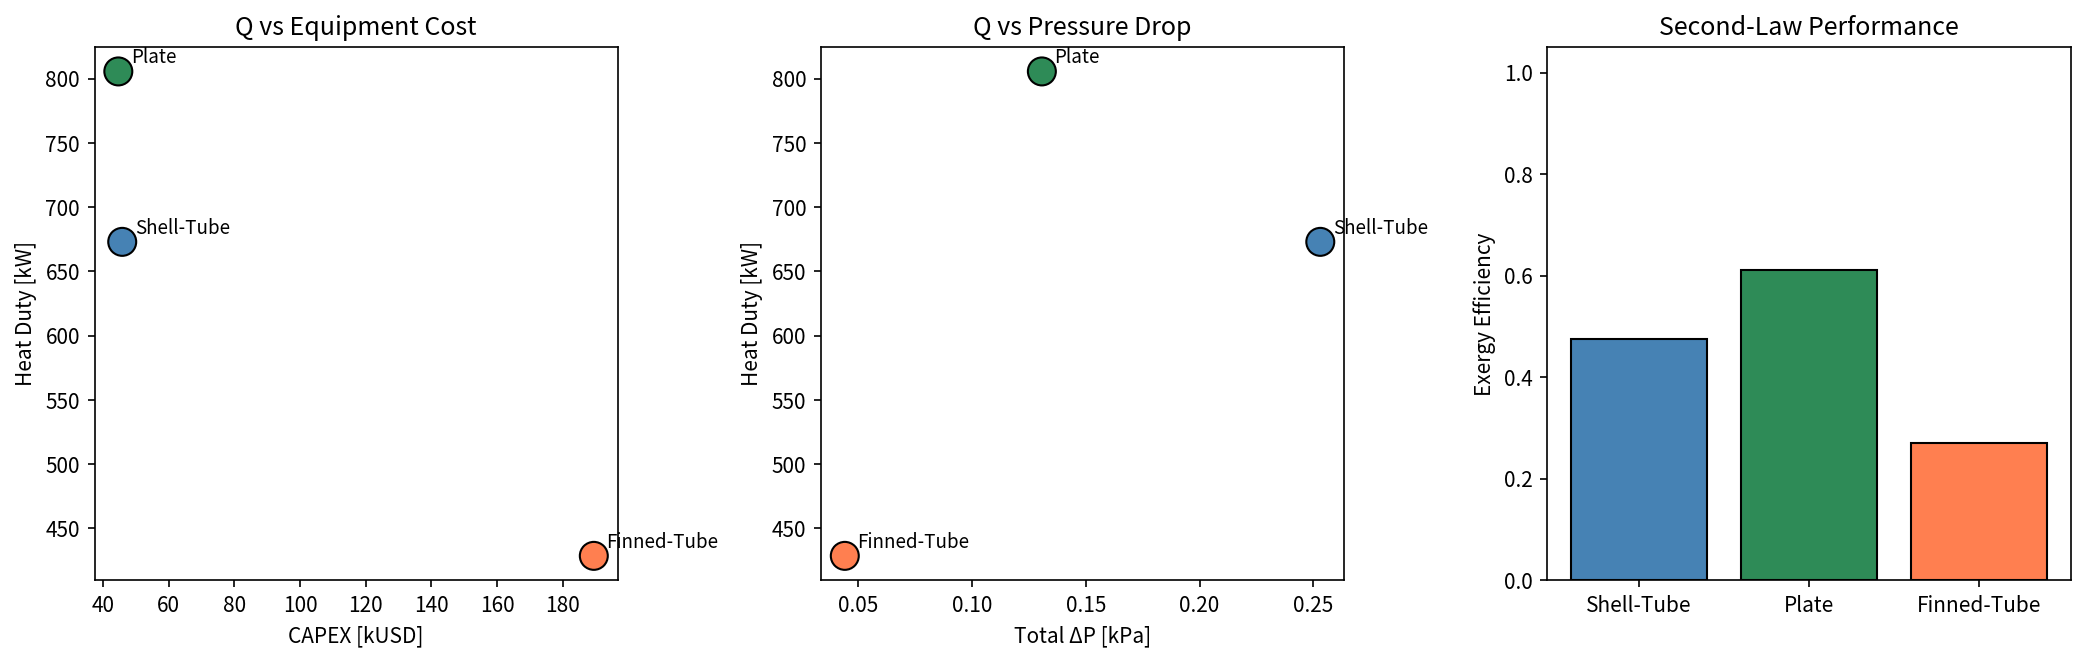 Q vs Equipment Cost
Heat Duty [kW]
800
750
700
650
600
550
500
450
Plate
Shell-Tube
Finned-Tube
40 60 80 100 120 140 160 180
CAPEX [kUSD]
Q vs Pressure Drop
Heat Duty [kW]
800
750
700
650
600
550
500
450
Plate
Shell-Tube
Finned-Tube
0.05 0.10 0.15 0.20 0.25
Total ΔP [kPa]
Second-Law Performance
Exergy Efficiency
1.0
0.8
0.6
0.4
0.2
0.0
Shell-Tube Plate Finned-Tube